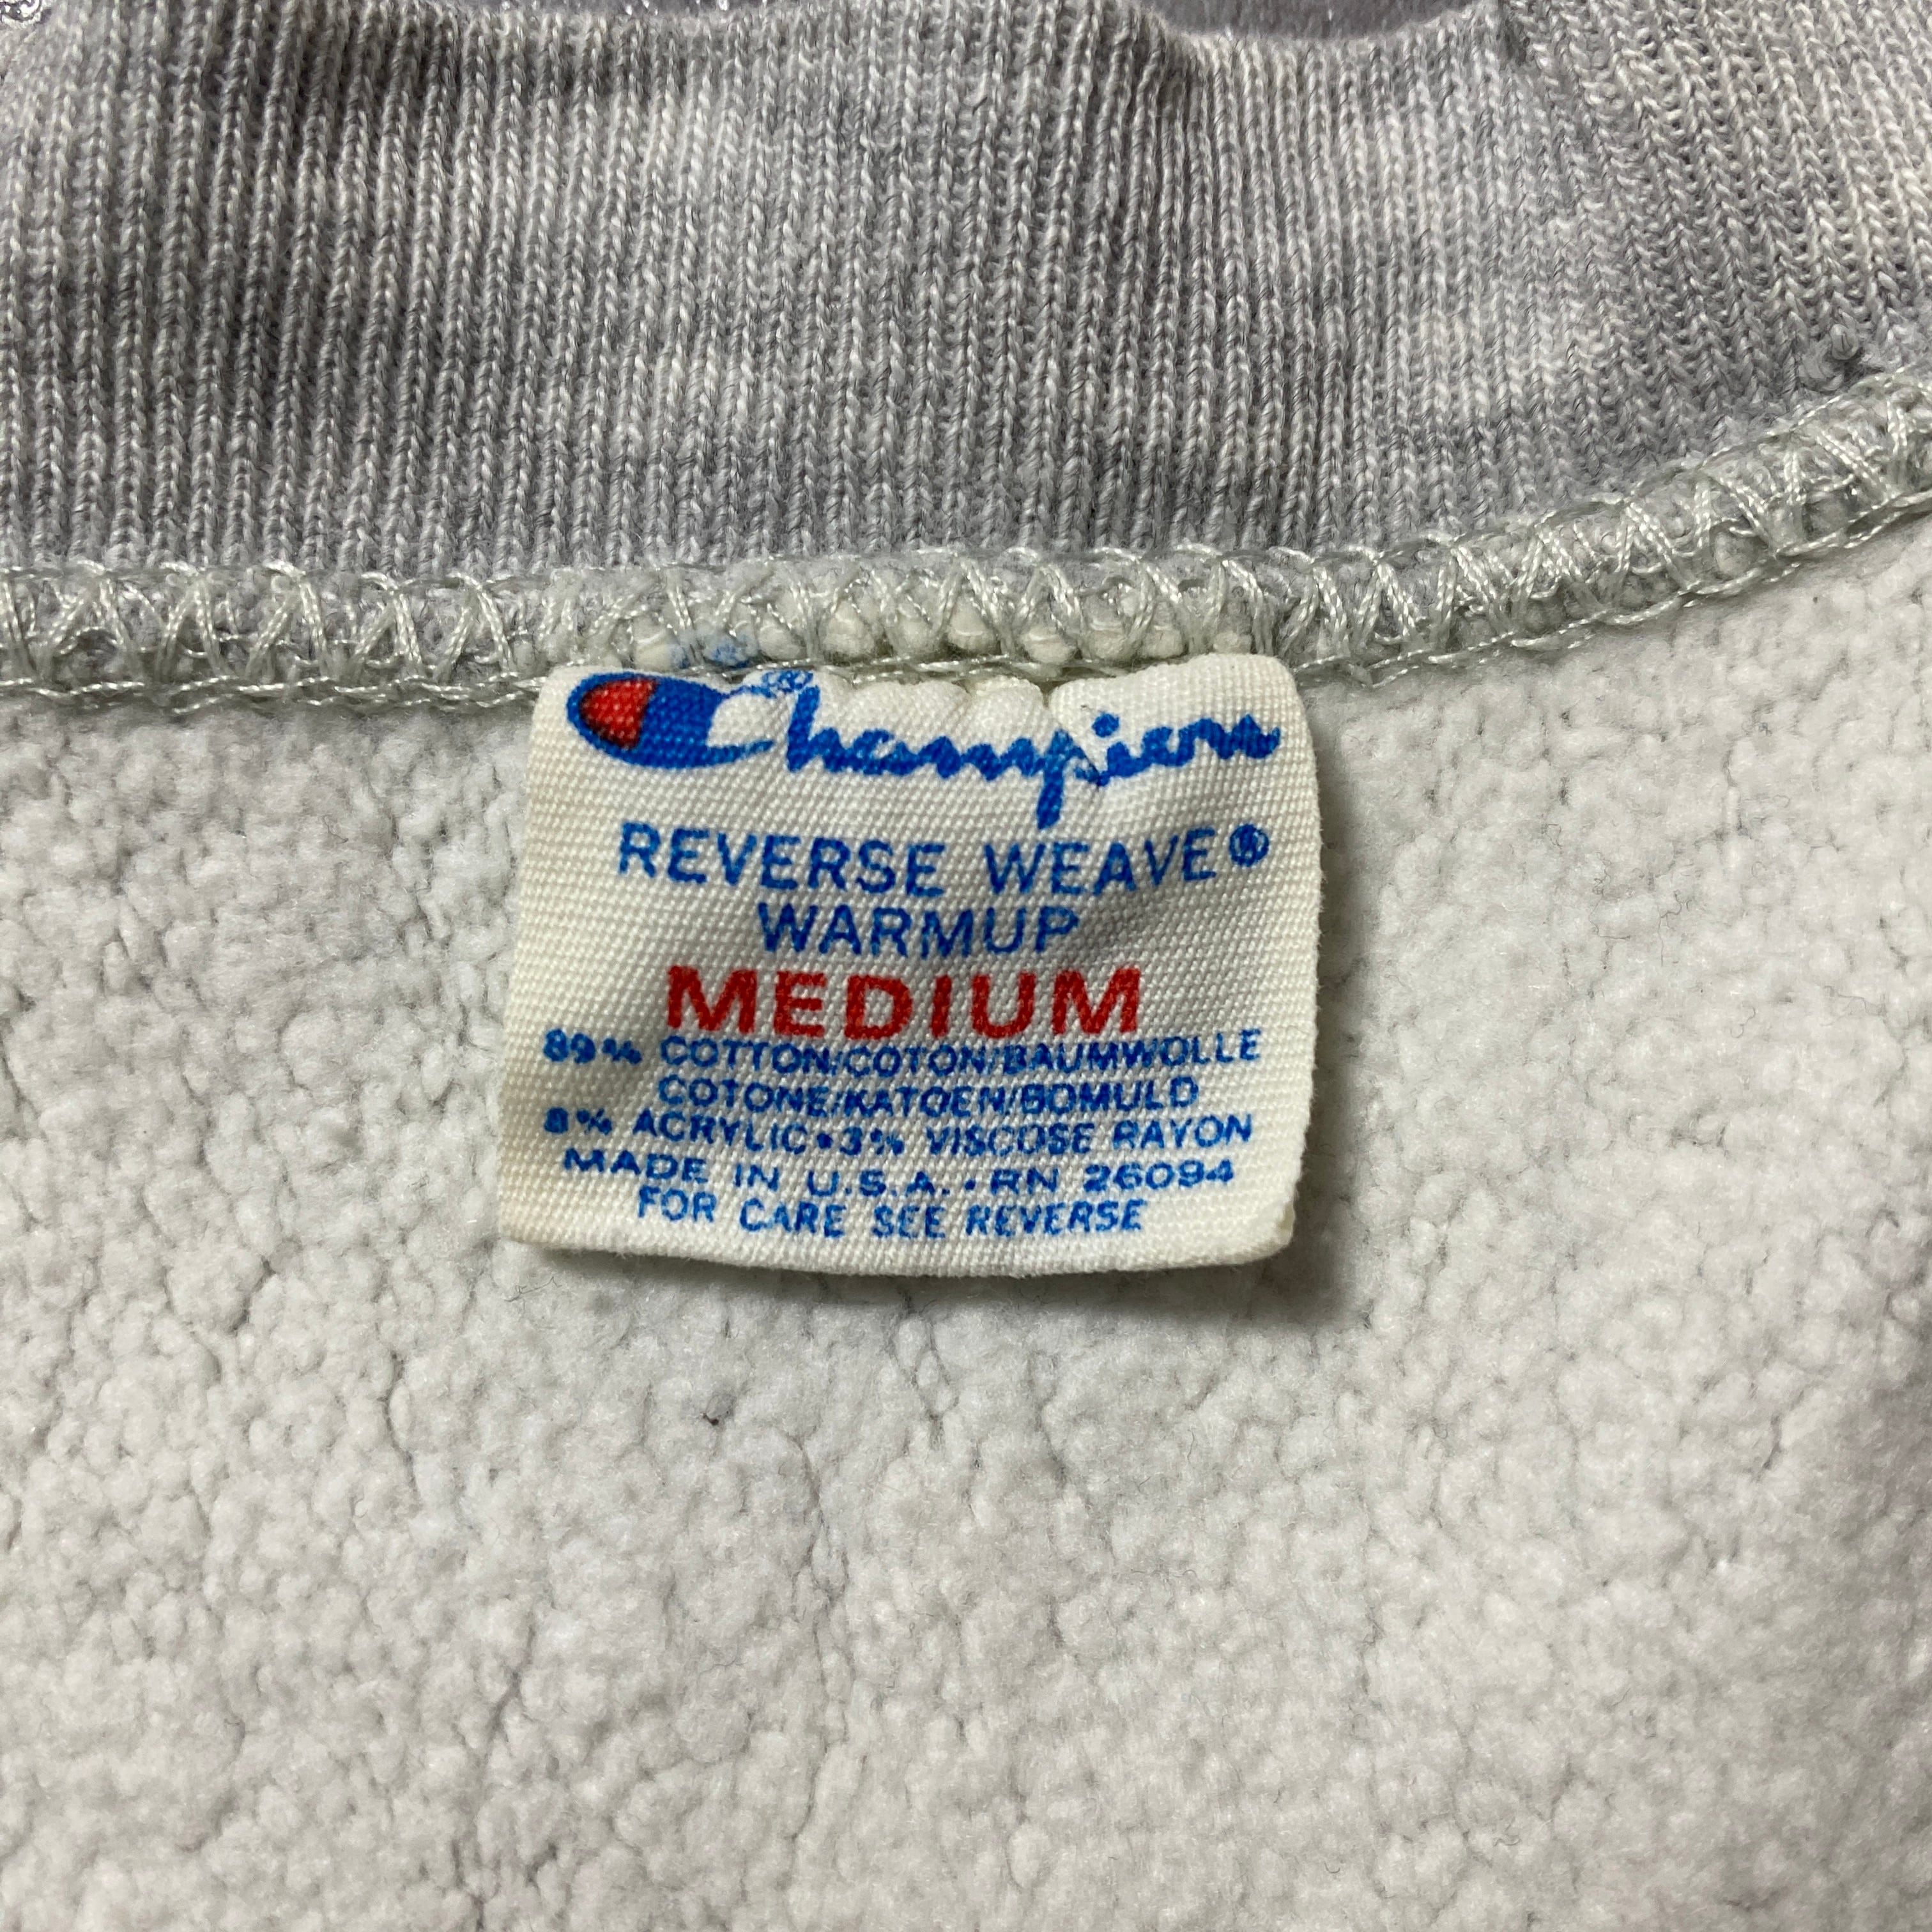 ®Champion
REVERSE WEAVE®
WARMUP
MEDIUM
89% COTTON/COTON/BAUMWOLLE
COTONE/KATOEN/BOMULD
8% ACRYLIC•3% VISCOSE RAYON
MADE IN U.S.A.•RN 26094
FOR CARE SEE REVERSE